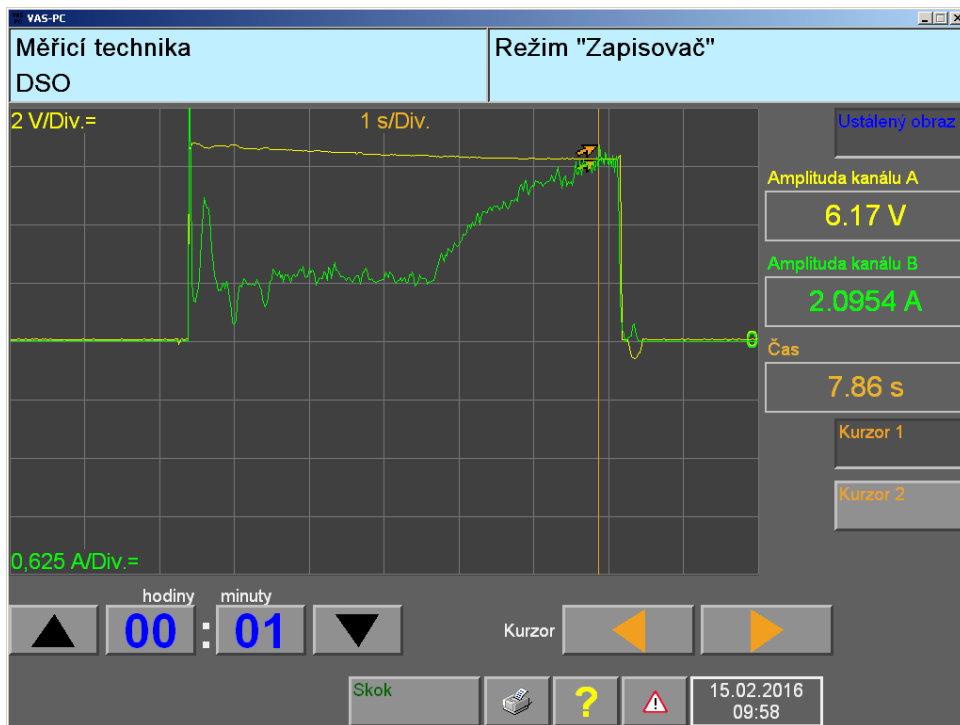 VAS-PC
Měřicí technika
DSO
Režim "Zapisovač"
2 V/Div.=
1 s/Div.
Ustálený obraz
Amplituda kanálu A
6.17 V
Amplituda kanálu B
2.0954 A
0
Čas
7.86 s
Kurzor 1
Kurzor 2
0,625 A/Div.=
hodiny
minuty
00 : 01
Kurzor
Skok
?
15.02.2016
09:58